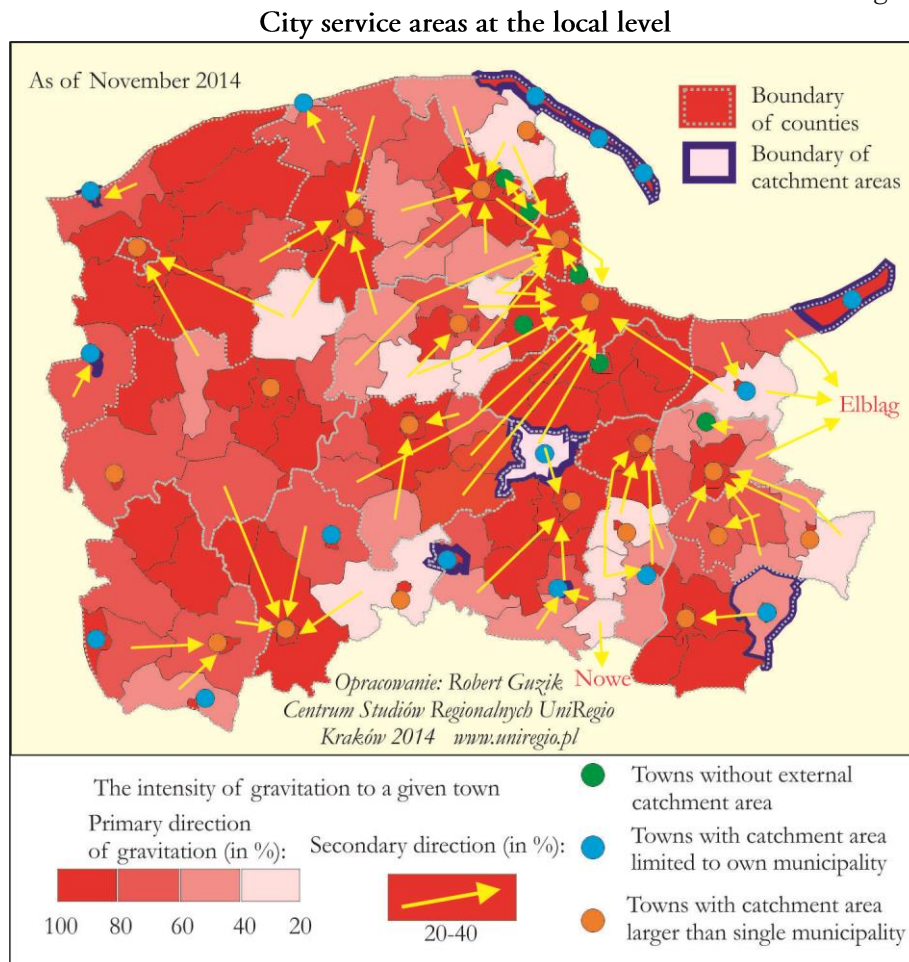 City service areas at the local level
As of November 2014
Boundary
of counties
Boundary of
catchment areas
Elblag
Nowe
Opracowanie: Robert Guzik
Centrum Studiów Regionalnych UniRegio
Kraków 2014 www.uniregio.pl
The intensity of gravitation to a given town
Primary direction
of gravitation (in %):
100 80 60 40 20
Secondary direction (in %):
20-40
Towns without external
catchment area
Towns with catchment area
limited to own municipality
Towns with catchment area
larger than single municipality